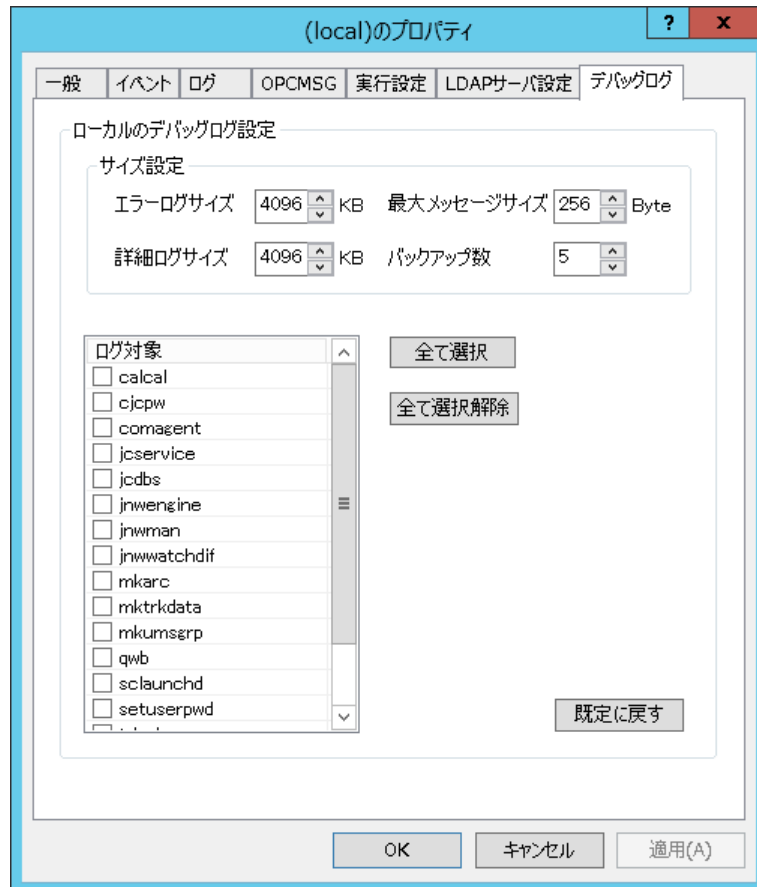 (local)のプロパティ ? x
一般 イベント ログ OPCMSG 実行設定 LDAPサーバ設定 デバッグログ
ローカルのデバッグログ設定
サイズ設定
エラーログサイズ 4096 KB 最大メッセージサイズ 256 Byte
詳細ログサイズ 4096 KB バックアップ数 5
ログ対象 全て選択
calcal
cjcpw 全て選択解除
comagent
jcservice
jcdbs
jnwengine
jnwman
jnwwatchdif
mkarc
mktrkdata
mkumsgrp
qwb
sclaunchd
setuserpwd 既定に戻す
OK キャンセル 適用(A)